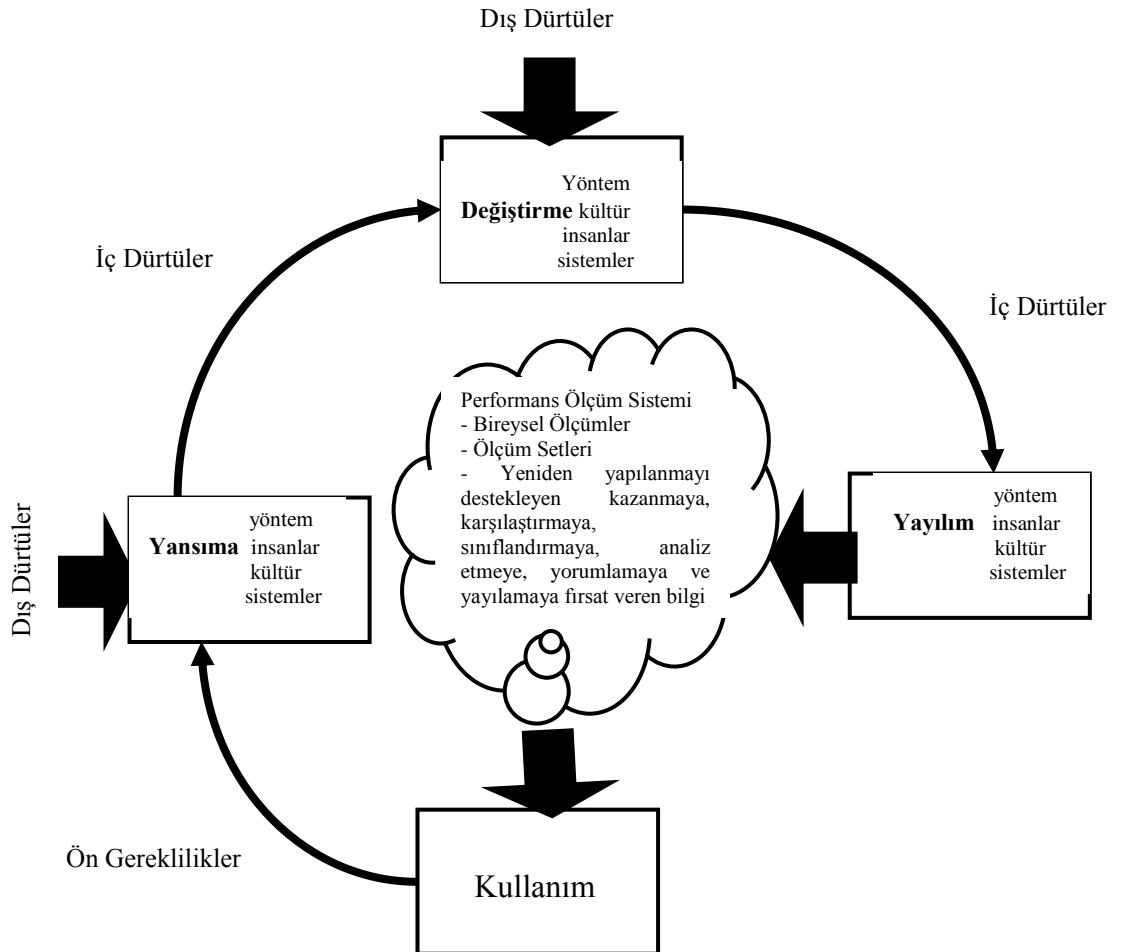 Dış Dürtüler
Yöntem
Değiştirme kültür
insanlar
sistemler
İç Dürtüler
İç Dürtüler
Performans Ölçüm Sistemi
- Bireysel Ölçümler
- Ölçüm Setleri
- Yeniden yapılanmayı
destekleyen kazanmaya,
karşılaştırmaya,
sınıflandırmaya, analiz
etmeye, yorumlamaya ve
yayılamaya fırsat veren bilgi
yöntem
Yayılım insanlar
kültür
sistemler
yöntem
Yansıma insanlar
kültür
sistemler
Dış Dürtüler
Ön Gereklilikler
Kullanım